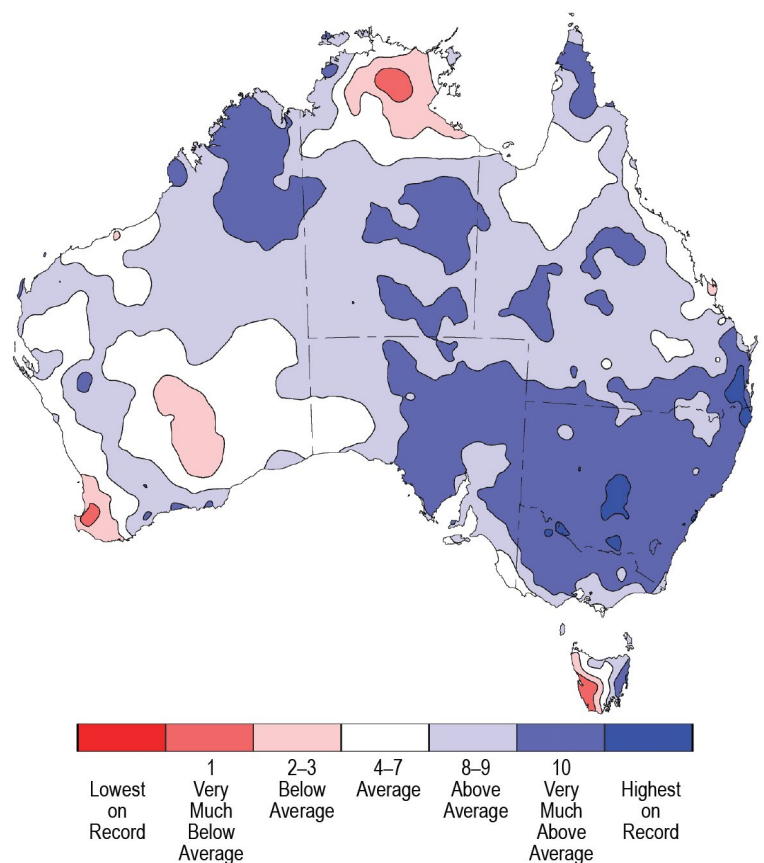 1
2–3
4–7
8–9
10
Lowest
on
Record
Very
Much
Below
Average
Below
Average
Average
Above
Average
Very
Much
Above
Average
Highest
on
Record